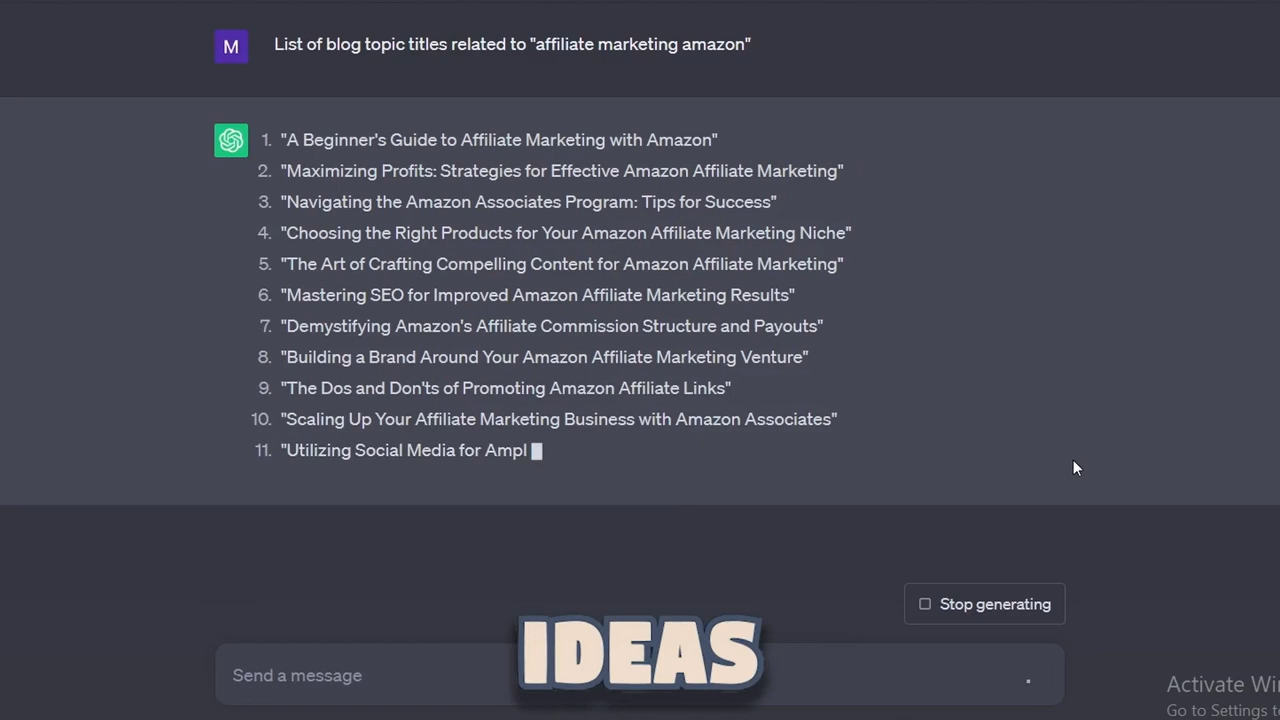 M
List of blog topic titles related to "affiliate marketing amazon"
1. "A Beginner's Guide to Affiliate Marketing with Amazon"
2. "Maximizing Profits: Strategies for Effective Amazon Affiliate Marketing"
3. "Navigating the Amazon Associates Program: Tips for Success"
4. "Choosing the Right Products for Your Amazon Affiliate Marketing Niche"
5. "The Art of Crafting Compelling Content for Amazon Affiliate Marketing"
6. "Mastering SEO for Improved Amazon Affiliate Marketing Results"
7. "Demystifying Amazon's Affiliate Commission Structure and Payouts"
8. "Building a Brand Around Your Amazon Affiliate Marketing Venture"
9. "The Dos and Don'ts of Promoting Amazon Affiliate Links"
10. "Scaling Up Your Affiliate Marketing Business with Amazon Associates"
11. "Utilizing Social Media for Ampl
Stop generating
IDEAS
Send a message
Activate Wi
Go to Settings t